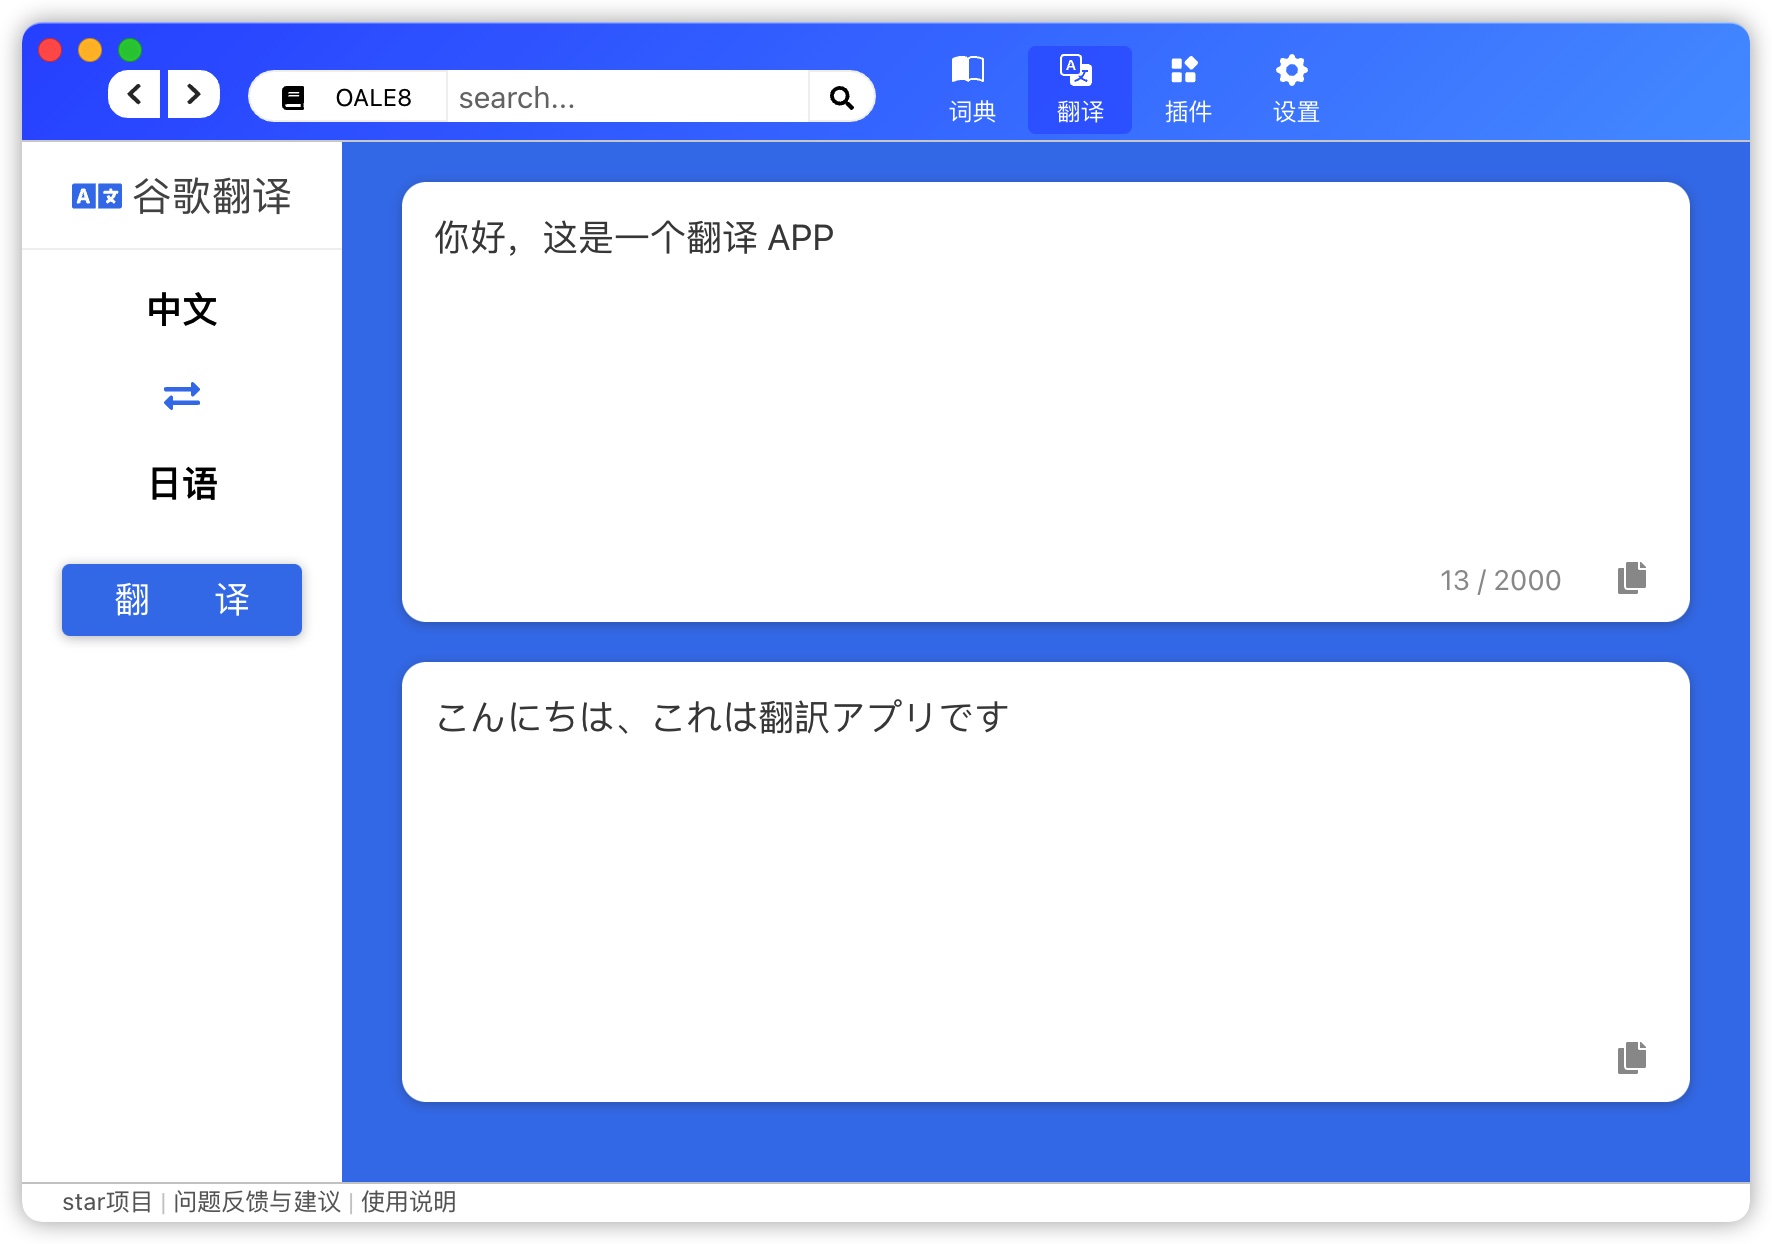 OALE8 search...
词典 翻译 插件 设置
谷歌翻译
中文
日语
翻 译
你好，这是一个翻译 APP
13 / 2000
こんにちは、これは翻訳アプリです
star项目 | 问题反馈与建议 | 使用说明